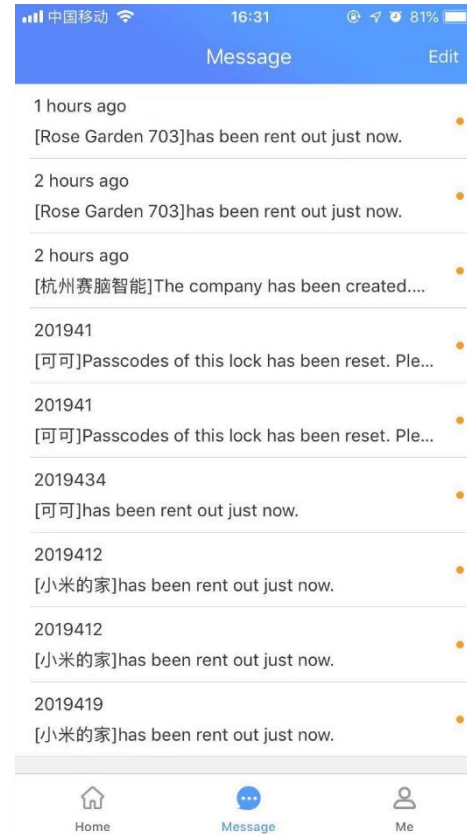 中国移动 16:31 81%
Message Edit
1 hours ago
[Rose Garden 703]has been rent out just now.
2 hours ago
[Rose Garden 703]has been rent out just now.
2 hours ago
[杭州赛脑智能]The company has been created....
201941
[可可]Passcodes of this lock has been reset. Ple...
201941
[可可]Passcodes of this lock has been reset. Ple...
2019434
[可可]has been rent out just now.
2019412
[小米的家]has been rent out just now.
2019412
[小米的家]has been rent out just now.
2019419
[小米的家]has been rent out just now.
Home Message Me